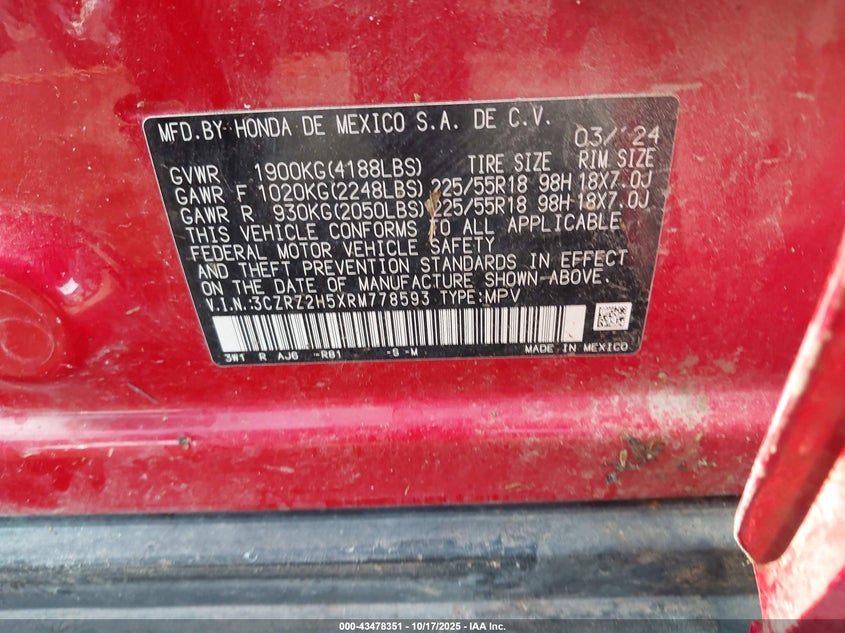 MFD.BY HONDA DE MEXICO S.A. DE C.V. 03/'24
GVWR 1900KG(4188LBS) TIRE SIZE RIM SIZE
GAWR F 1020KG(2248LBS) 225/55R18 98H 18X7.0J
GAWR R 930KG(2050LBS) 225/55R18 98H 18X7.0J
THIS VEHICLE CONFORMS TO ALL APPLICABLE
FEDERAL MOTOR VEHICLE SAFETY
AND THEFT PREVENTION STANDARDS IN EFFECT
ON THE DATE OF MANUFACTURE SHOWN ABOVE.
V.I.N.:3CZRZ2H5XRM778593 TYPE:MPV
3W1 R AJ6 -R81 -S -M MADE IN MEXICO
000-43478351 - 10/17/2025 - IAA Inc.